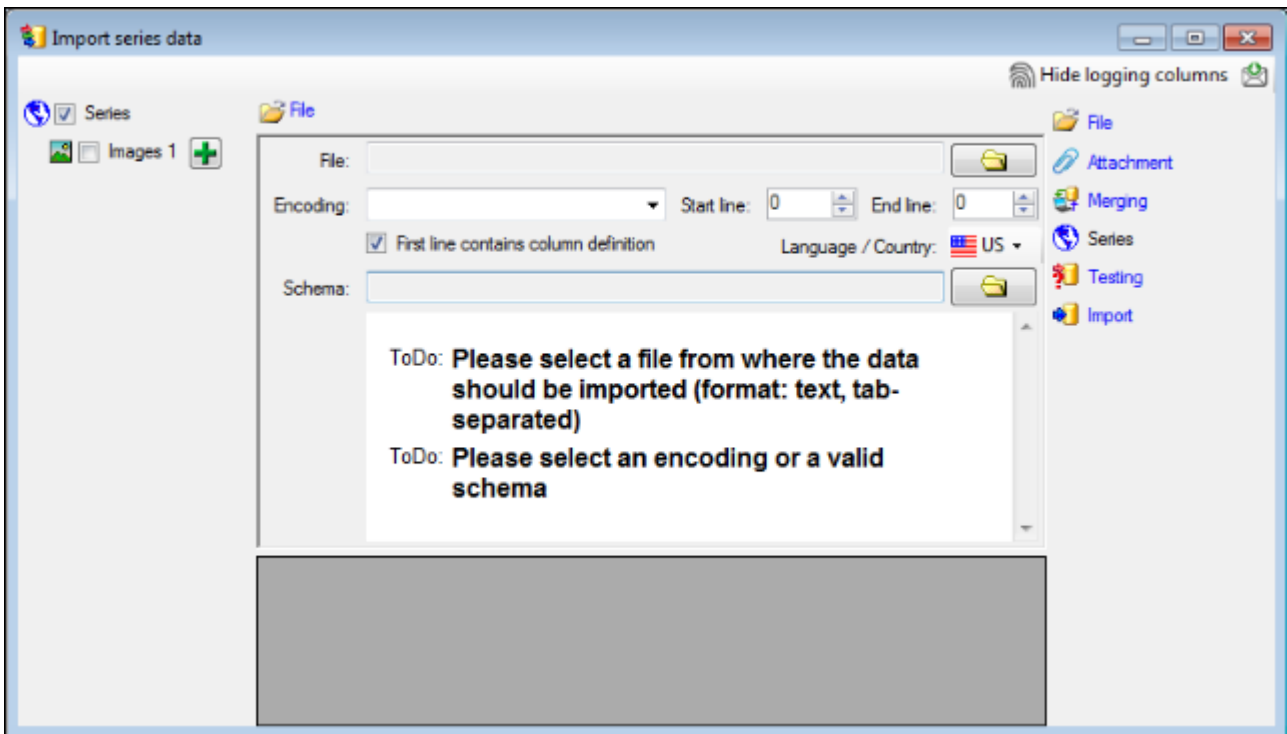 Import series data
Hide logging columns
Series
Images 1
File
File:
Encoding:
Start line: 0
End line: 0
First line contains column definition
Language / Country: US
Schema:
ToDo: Please select a file from where the data
should be imported (format: text, tab-
separated)
ToDo: Please select an encoding or a valid
schema
File
Attachment
Merging
Series
Testing
Import